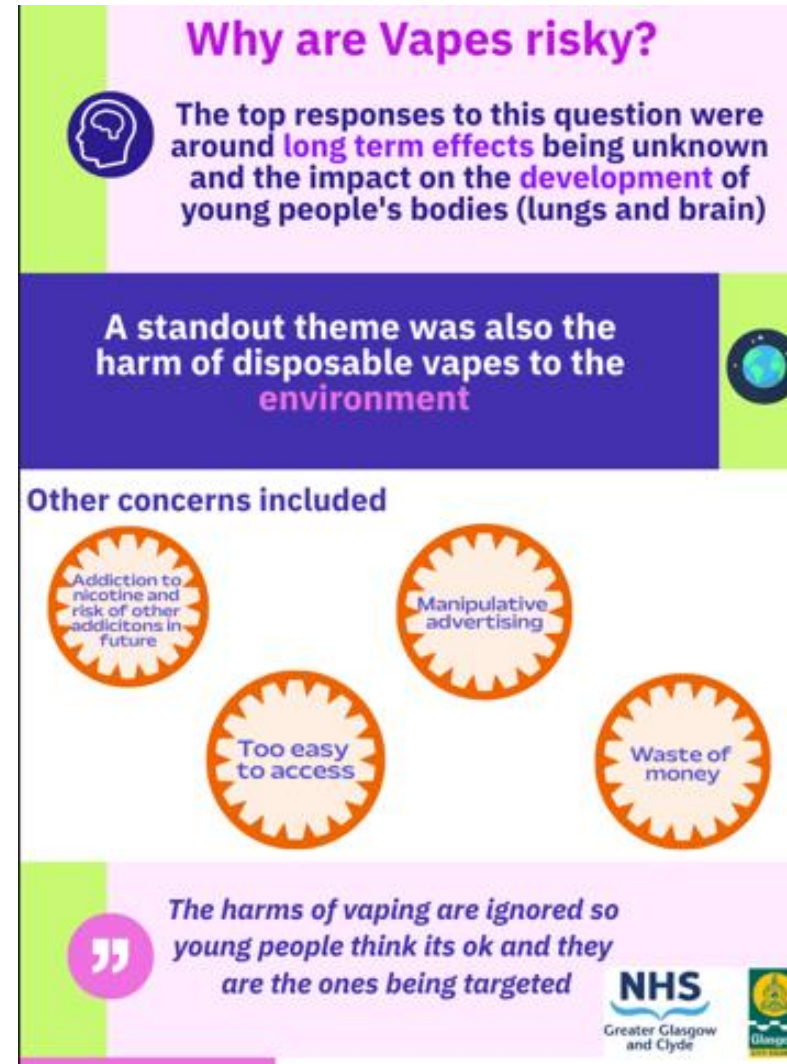 Why are Vapes risky?
The top responses to this question were
around long term effects being unknown
and the impact on the development of
young people's bodies (lungs and brain)
A standout theme was also the
harm of disposable vapes to the
environment
Other concerns included
Addiction to
nicotine and
risk of other
addicitons in
future
Manipulative
advertising
Too easy
to access
Waste of
money
The harms of vaping are ignored so
young people think its ok and they
are the ones being targeted
NHS
Greater Glasgow
and Clyde